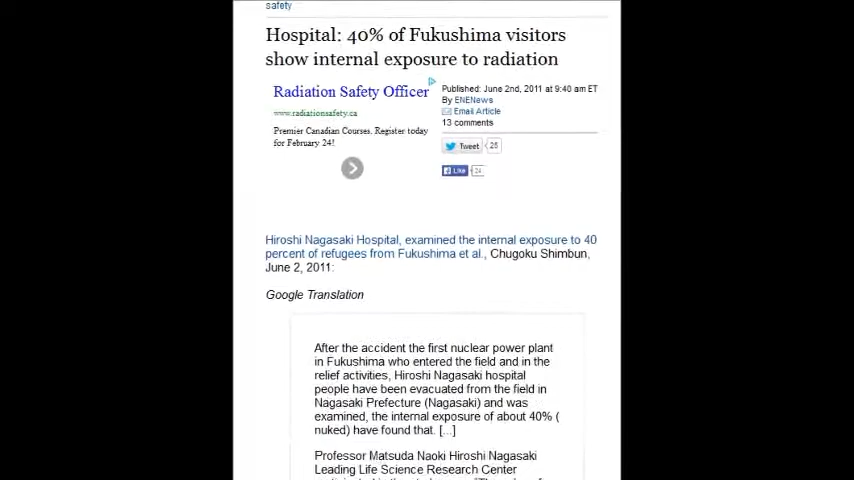 safety
Hospital: 40% of Fukushima visitors
show internal exposure to radiation
Radiation Safety Officer
www.radiationsafety.ca
Premier Canadian Courses. Register today
for February 24!
Published: June 2nd, 2011 at 9:40 am ET
By ENENews
Email Article
13 comments
Tweet 25
Like 24
Hiroshi Nagasaki Hospital, examined the internal exposure to 40
percent of refugees from Fukushima et al., Chugoku Shimbun,
June 2, 2011:
Google Translation
After the accident the first nuclear power plant
in Fukushima who entered the field and in the
relief activities, Hiroshi Nagasaki hospital
people have been evacuated from the field in
Nagasaki Prefecture (Nagasaki) and was
examined, the internal exposure of about 40% (
nuked) have found that. [...]
Professor Matsuda Naoki Hiroshi Nagasaki
Leading Life Science Research Center